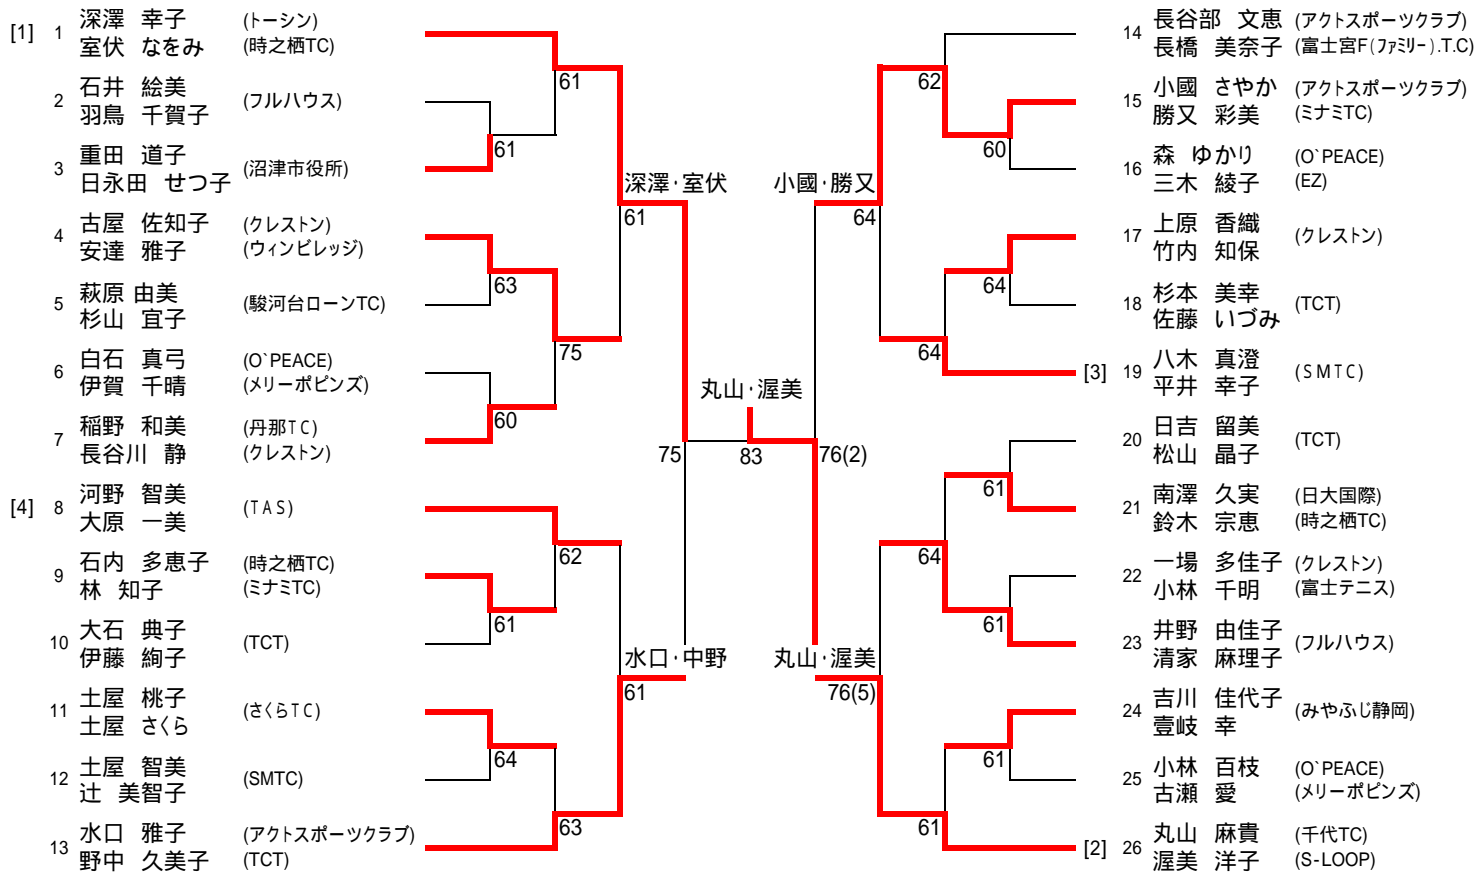 [1] 1 深澤 幸子 (トーシン)
室伏 なをみ (時之栖TC)
2 石井 絵美 (フルハウス)
羽鳥 千賀子
3 重田 道子 (沼津市役所)
日永田 せつ子
4 古屋 佐知子 (クレストン)
安達 雅子 (ウィンビレッジ)
5 萩原 由美 (駿河台ローンTC)
杉山 宜子
6 白石 真弓 (O`PEACE)
伊賀 千晴 (メリーポピンズ)
7 稲野 和美 (丹那TC)
長谷川 静 (クレストン)
[4] 8 河野 智美 (TAS)
大原 一美
9 石内 多恵子 (時之栖TC)
林 知子 (ミナミTC)
10 大石 典子 (TCT)
伊藤 絢子
11 土屋 桃子 (さくらTC)
土屋 さくら
12 土屋 智美 (SMTC)
辻 美智子
13 水口 雅子 (アクトスポーツクラブ)
野中 久美子 (TCT)
61
61
63
60
61
64
61
75
62
63
深澤・室伏
61
水口・中野
61
75
丸山・渥美
83
小國・勝又
64
76(2)
丸山・渥美
76(5)
62
64
64
61
60
64
61
61
61
14 長谷部 文恵 (アクトスポーツクラブ)
長橋 美奈子 (富士宮F(ファミリー).T.C)
15 小國 さやか (アクトスポーツクラブ)
勝又 彩美 (ミナミTC)
16 森 ゆかり (O`PEACE)
三木 綾子 (EZ)
17 上原 香織 (クレストン)
竹内 知保
18 杉本 美幸 (TCT)
佐藤 いづみ
[3] 19 八木 真澄 (SMTC)
平井 幸子
20 日吉 留美 (TCT)
松山 晶子
21 南澤 久実 (日大国際)
鈴木 宗恵 (時之栖TC)
22 一場 多佳子 (クレストン)
小林 千明 (富士テニス)
23 井野 由佳子 (フルハウス)
清家 麻理子
24 吉川 佳代子 (みやふじ静岡)
壹岐 幸
25 小林 百枝 (O`PEACE)
古瀬 愛 (メリーポピンズ)
[2] 26 丸山 麻貴 (千代TC)
渥美 洋子 (S-LOOP)